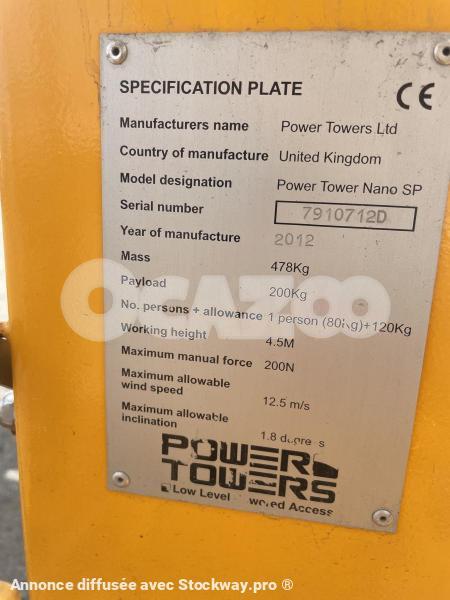 SPECIFICATION PLATE CE
Manufacturers name Power Towers Ltd
Country of manufacture United Kingdom
Model designation Power Tower Nano SP
Serial number 7910712D
Year of manufacture 2012
Mass 478Kg
Payload 200Kg
No. persons + allowance 1 person (80kg)+120Kg
Working height 4.5M
Maximum manual force 200N
Maximum allowable
wind speed 12.5 m/s
Maximum allowable
inclination 1.8
POWER
TOWERS
Low Level Access
OCAZOO
Annonce diffusée avec Stockway.pro ®